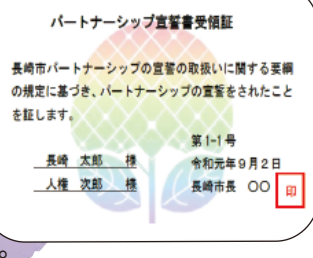 パートナーシップ宣誓書受領証
長崎市パートナーシップの宣誓の取扱いに関する要綱
の規定に基づき、パートナーシップの宣誓をされたこと
を証します。
第1-1号
長崎 太郎 様 令和元年9月2日
人権 次郎 様 長崎市長 〇〇 印